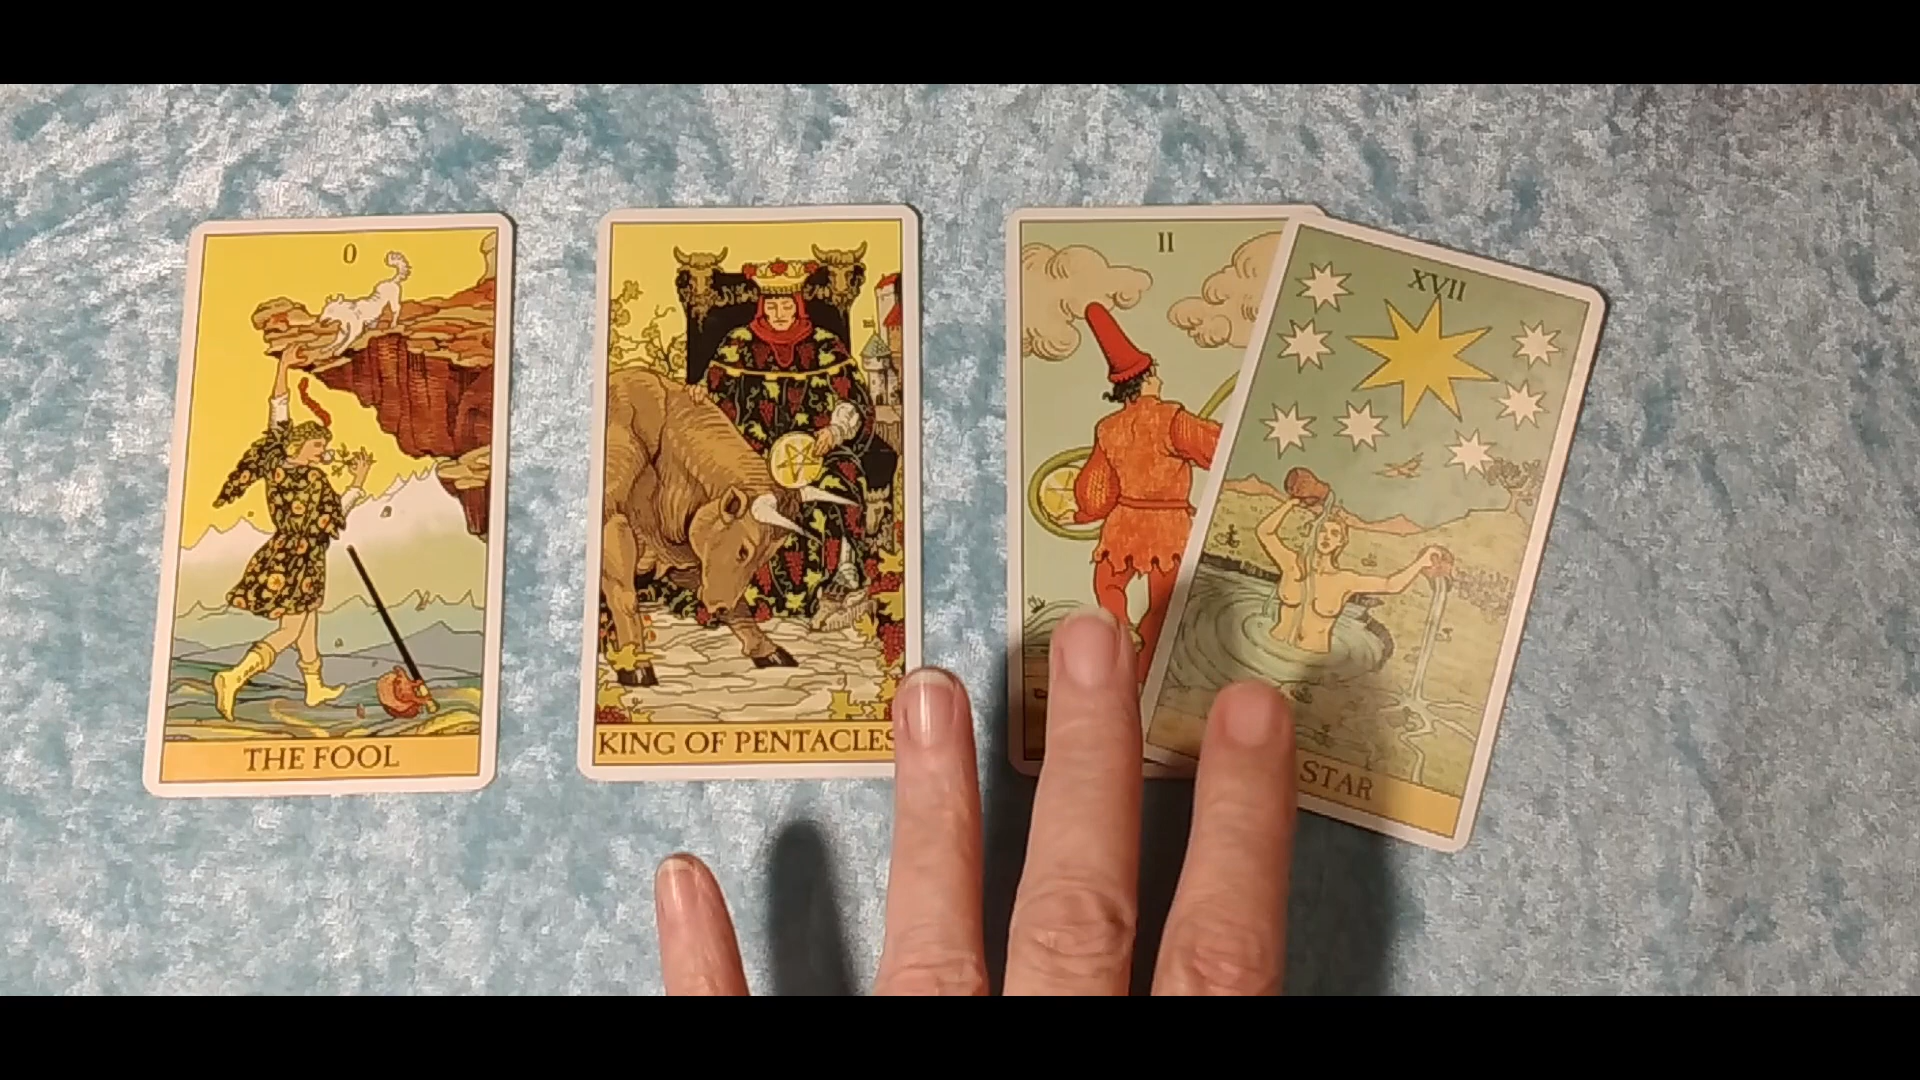 0
THE FOOL
KING OF PENTACLES
II
XVII
STAR